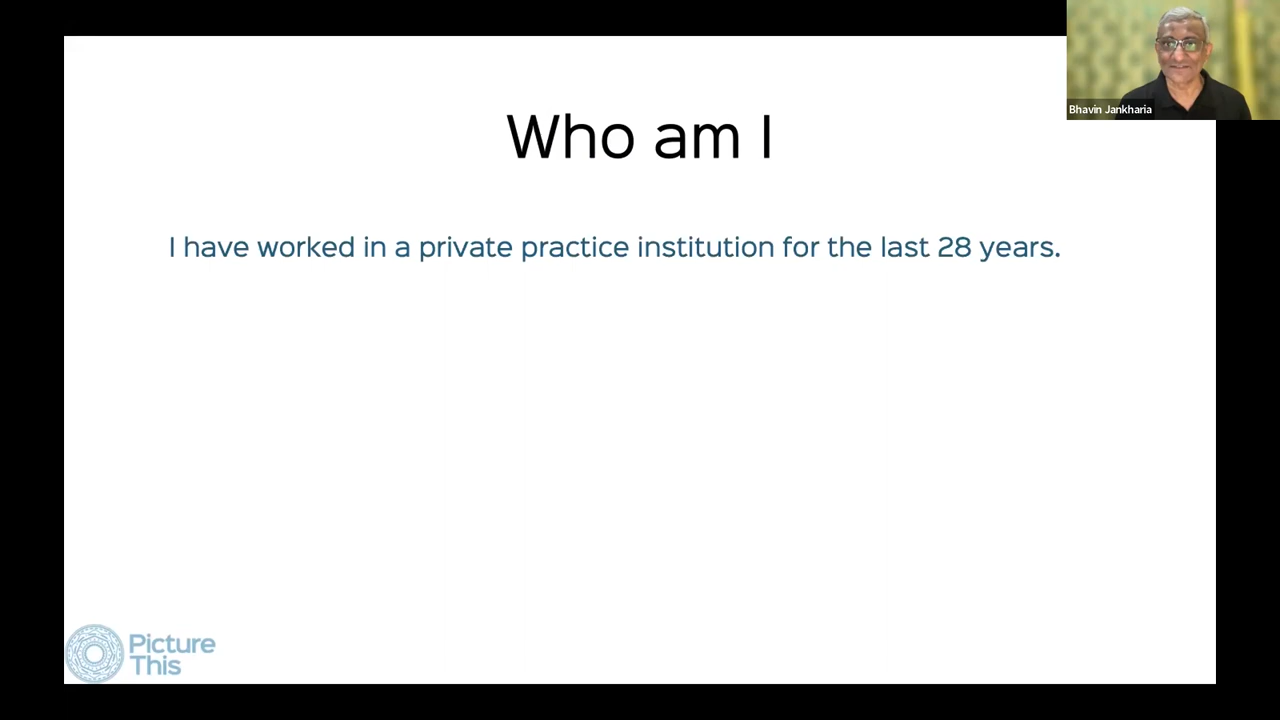 Bhavin Jankharia
Who am I
I have worked in a private practice institution for the last 28 years.
Picture
This